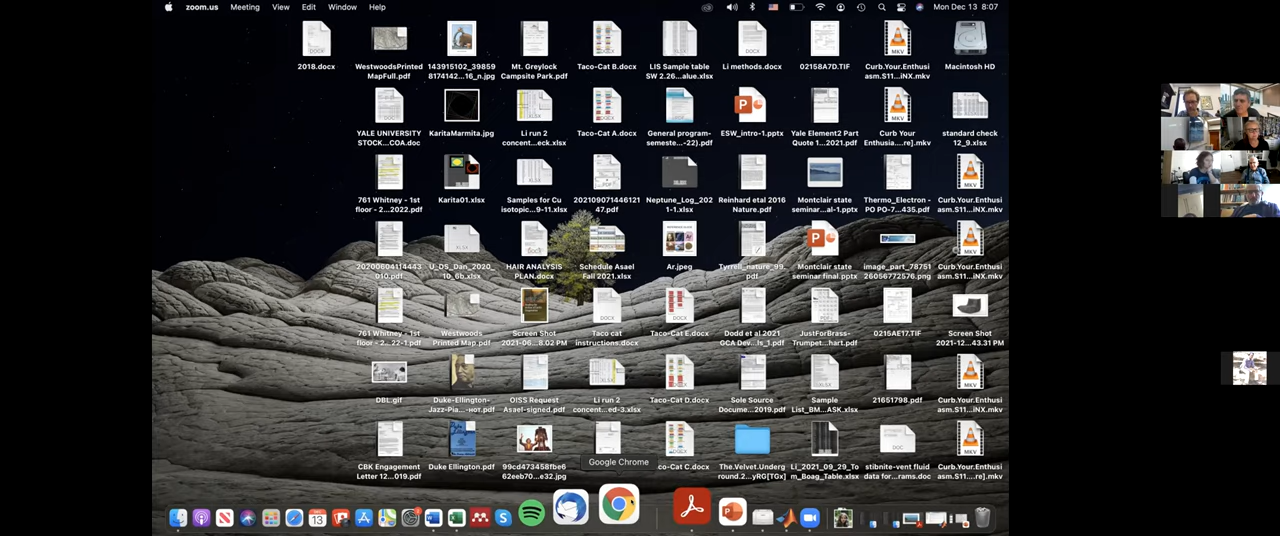 zoom.us Meeting View Edit Window Help Mon Dec 13 8:07
2018.docx
WestwoodsPrinted
MapFull.pdf
143915102_39859
8174142...16_n.jpg
Mt. Greylock
Campsite Park.pdf
Taco-Cat B.docx
LIS Sample table
SW 2.26...alue.xlsx
Li methods.docx
02158A7D.TIF
Curb.Your.Enthusi
asm.S11...iNX.mkv
Macintosh HD
YALE UNIVERSITY
STOCK...COA.doc
KaritaMarmita.jpg
Li run 2
concent...eck.xlsx
Taco-Cat A.docx
General program-
semeste...-22).pdf
ESW_intro-1.pptx
Yale Element2 Part
Quote 1...2021.pdf
Curb Your
Enthusia....re].mkv
standard check
12_9.xlsx
761 Whitney - 1st
floor - 2...2022.pdf
Karita01.xlsx
Samples for Cu
isotopic...9-11.xlsx
202109071446121
47.pdf
Neptune_Log_202
1-1.xlsx
Reinhard etal 2016
Nature.pdf
Montclair state
seminar...al-1.pptx
Thermo_Electron -
PO PO-7...435.pdf
Curb.Your.Enthusi
asm.S11....re].mkv
20200604114443
010.pdf
U_DS_Dan_2020_
10_6b.xlsx
HAIR ANALYSIS
PLAN.docx
Schedule Asael
Fall 2021.xlsx
Ar.jpeg
Tyrrell_nature_99.
pdf
Montclair state
seminar final.pptx
image_part_78751
26056772576.png
Curb.Your.Enthusi
asm.S11....re].mkv
761 Whitney - 1st
floor - ...22-1.pdf
Westwoods
Printed Map.pdf
Screen Shot
2021-06...8.02 PM
Taco cat
instructions.docx
Taco-Cat E.docx
Dodd et al 2021
GCA Dev...ls_1.pdf
JustForBrass-
Trumpet...hart.pdf
0215AE17.TIF
Screen Shot
2021-12...43.31 PM
DBL.gif
Duke-Ellington-
Jazz-Pia...-нот.pdf
OISS Request
Asael-signed.pdf
Li run 2
concent...ed-3.xlsx
Taco-Cat D.docx
Sole Source
Docume...2019.pdf
Sample
List_BM...ASK.xlsx
21651798.pdf
Curb.Your.Enthusi
asm.S11....re].mkv
CBK Engagement
Letter 12...019.pdf
Duke Ellington.pdf
99cd473458fbe6
62eeb70...e32.jpg
Google Chrome
co-Cat C.docx
The.Velvet.Underg
round.2...yRG[TGx]
Li_2021_09_29_To
m_Boag_Table.xlsx
stibnite-vent fluid
data for...rams.doc
Curb.Your.Enthusi
asm.S11....re].mkv